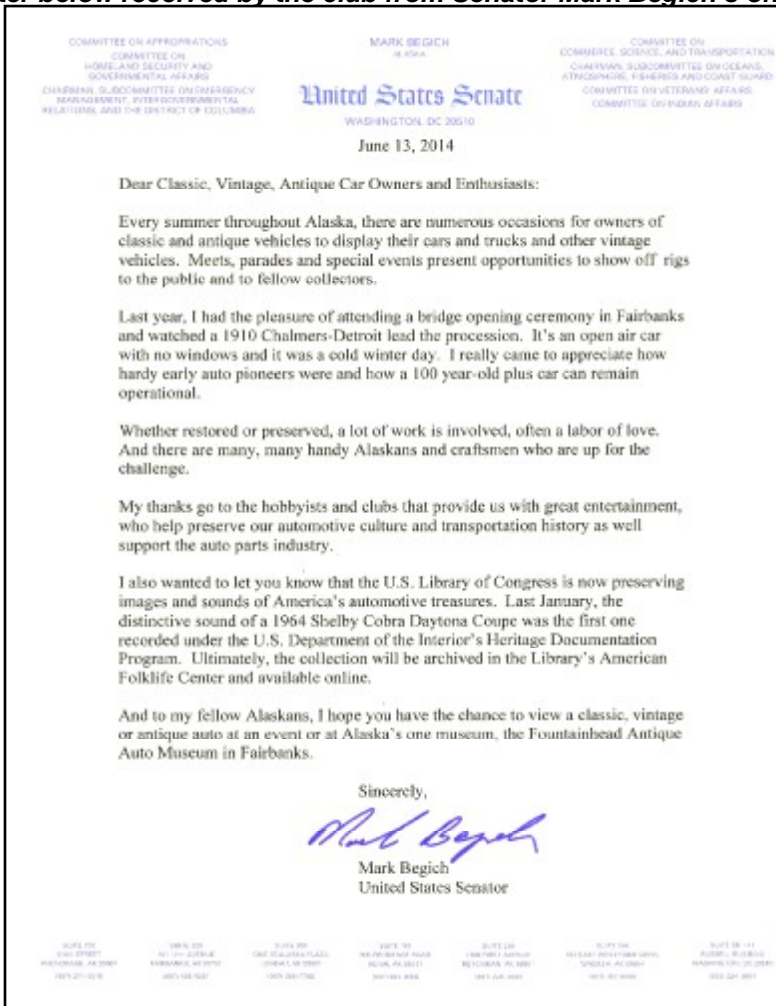 ter below received by the club from Senator Mark Begich's
COMMITTEE ON APPROPRIATIONS
COMMITTEE ON
HOMELAND SECURITY AND
GOVERNMENTAL AFFAIRS
CHAIRMAN, SUBCOMMITTEE ON EMERGENCY
MANAGEMENT, INTERGOVERNMENTAL
RELATIONS, AND THE DISTRICT OF COLUMBIA
MARK BEGICH
ALASKA
United States Senate
WASHINGTON, DC 20510
COMMITTEE ON
COMMERCE, SCIENCE, AND TRANSPORTATION
CHAIRMAN, SUBCOMMITTEE ON OCEANS,
ATMOSPHERE, FISHERIES AND COAST GUARD
COMMITTEE ON VETERANS' AFFAIRS
COMMITTEE ON INDIAN AFFAIRS
June 13, 2014
Dear Classic, Vintage, Antique Car Owners and Enthusiasts:
Every summer throughout Alaska, there are numerous occasions for owners of
classic and antique vehicles to display their cars and trucks and other vintage
vehicles. Meets, parades and special events present opportunities to show off rigs
to the public and to fellow collectors.
Last year, I had the pleasure of attending a bridge opening ceremony in Fairbanks
and watched a 1910 Chalmers-Detroit lead the procession. It's an open air car
with no windows and it was a cold winter day. I really came to appreciate how
hardy early auto pioneers were and how a 100 year-old plus car can remain
operational.
Whether restored or preserved, a lot of work is involved, often a labor of love.
And there are many, many handy Alaskans and craftsmen who are up for the
challenge.
My thanks go to the hobbyists and clubs that provide us with great entertainment,
who help preserve our automotive culture and transportation history as well
support the auto parts industry.
I also wanted to let you know that the U.S. Library of Congress is now preserving
images and sounds of America's automotive treasures. Last January, the
distinctive sound of a 1964 Shelby Cobra Daytona Coupe was the first one
recorded under the U.S. Department of the Interior's Heritage Documentation
Program. Ultimately, the collection will be archived in the Library's American
Folklife Center and available online.
And to my fellow Alaskans, I hope you have the chance to view a classic, vintage
or antique auto at an event or at Alaska's one museum, the Fountainhead Antique
Auto Museum in Fairbanks.
Sincerely,
Mark Begich
Mark Begich
United States Senator